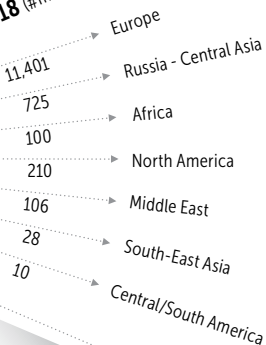 18 (#
11,401 Europe
725 Russia - Central Asia
100 Africa
210 North America
106 Middle East
28 South-East Asia
10 Central/South America